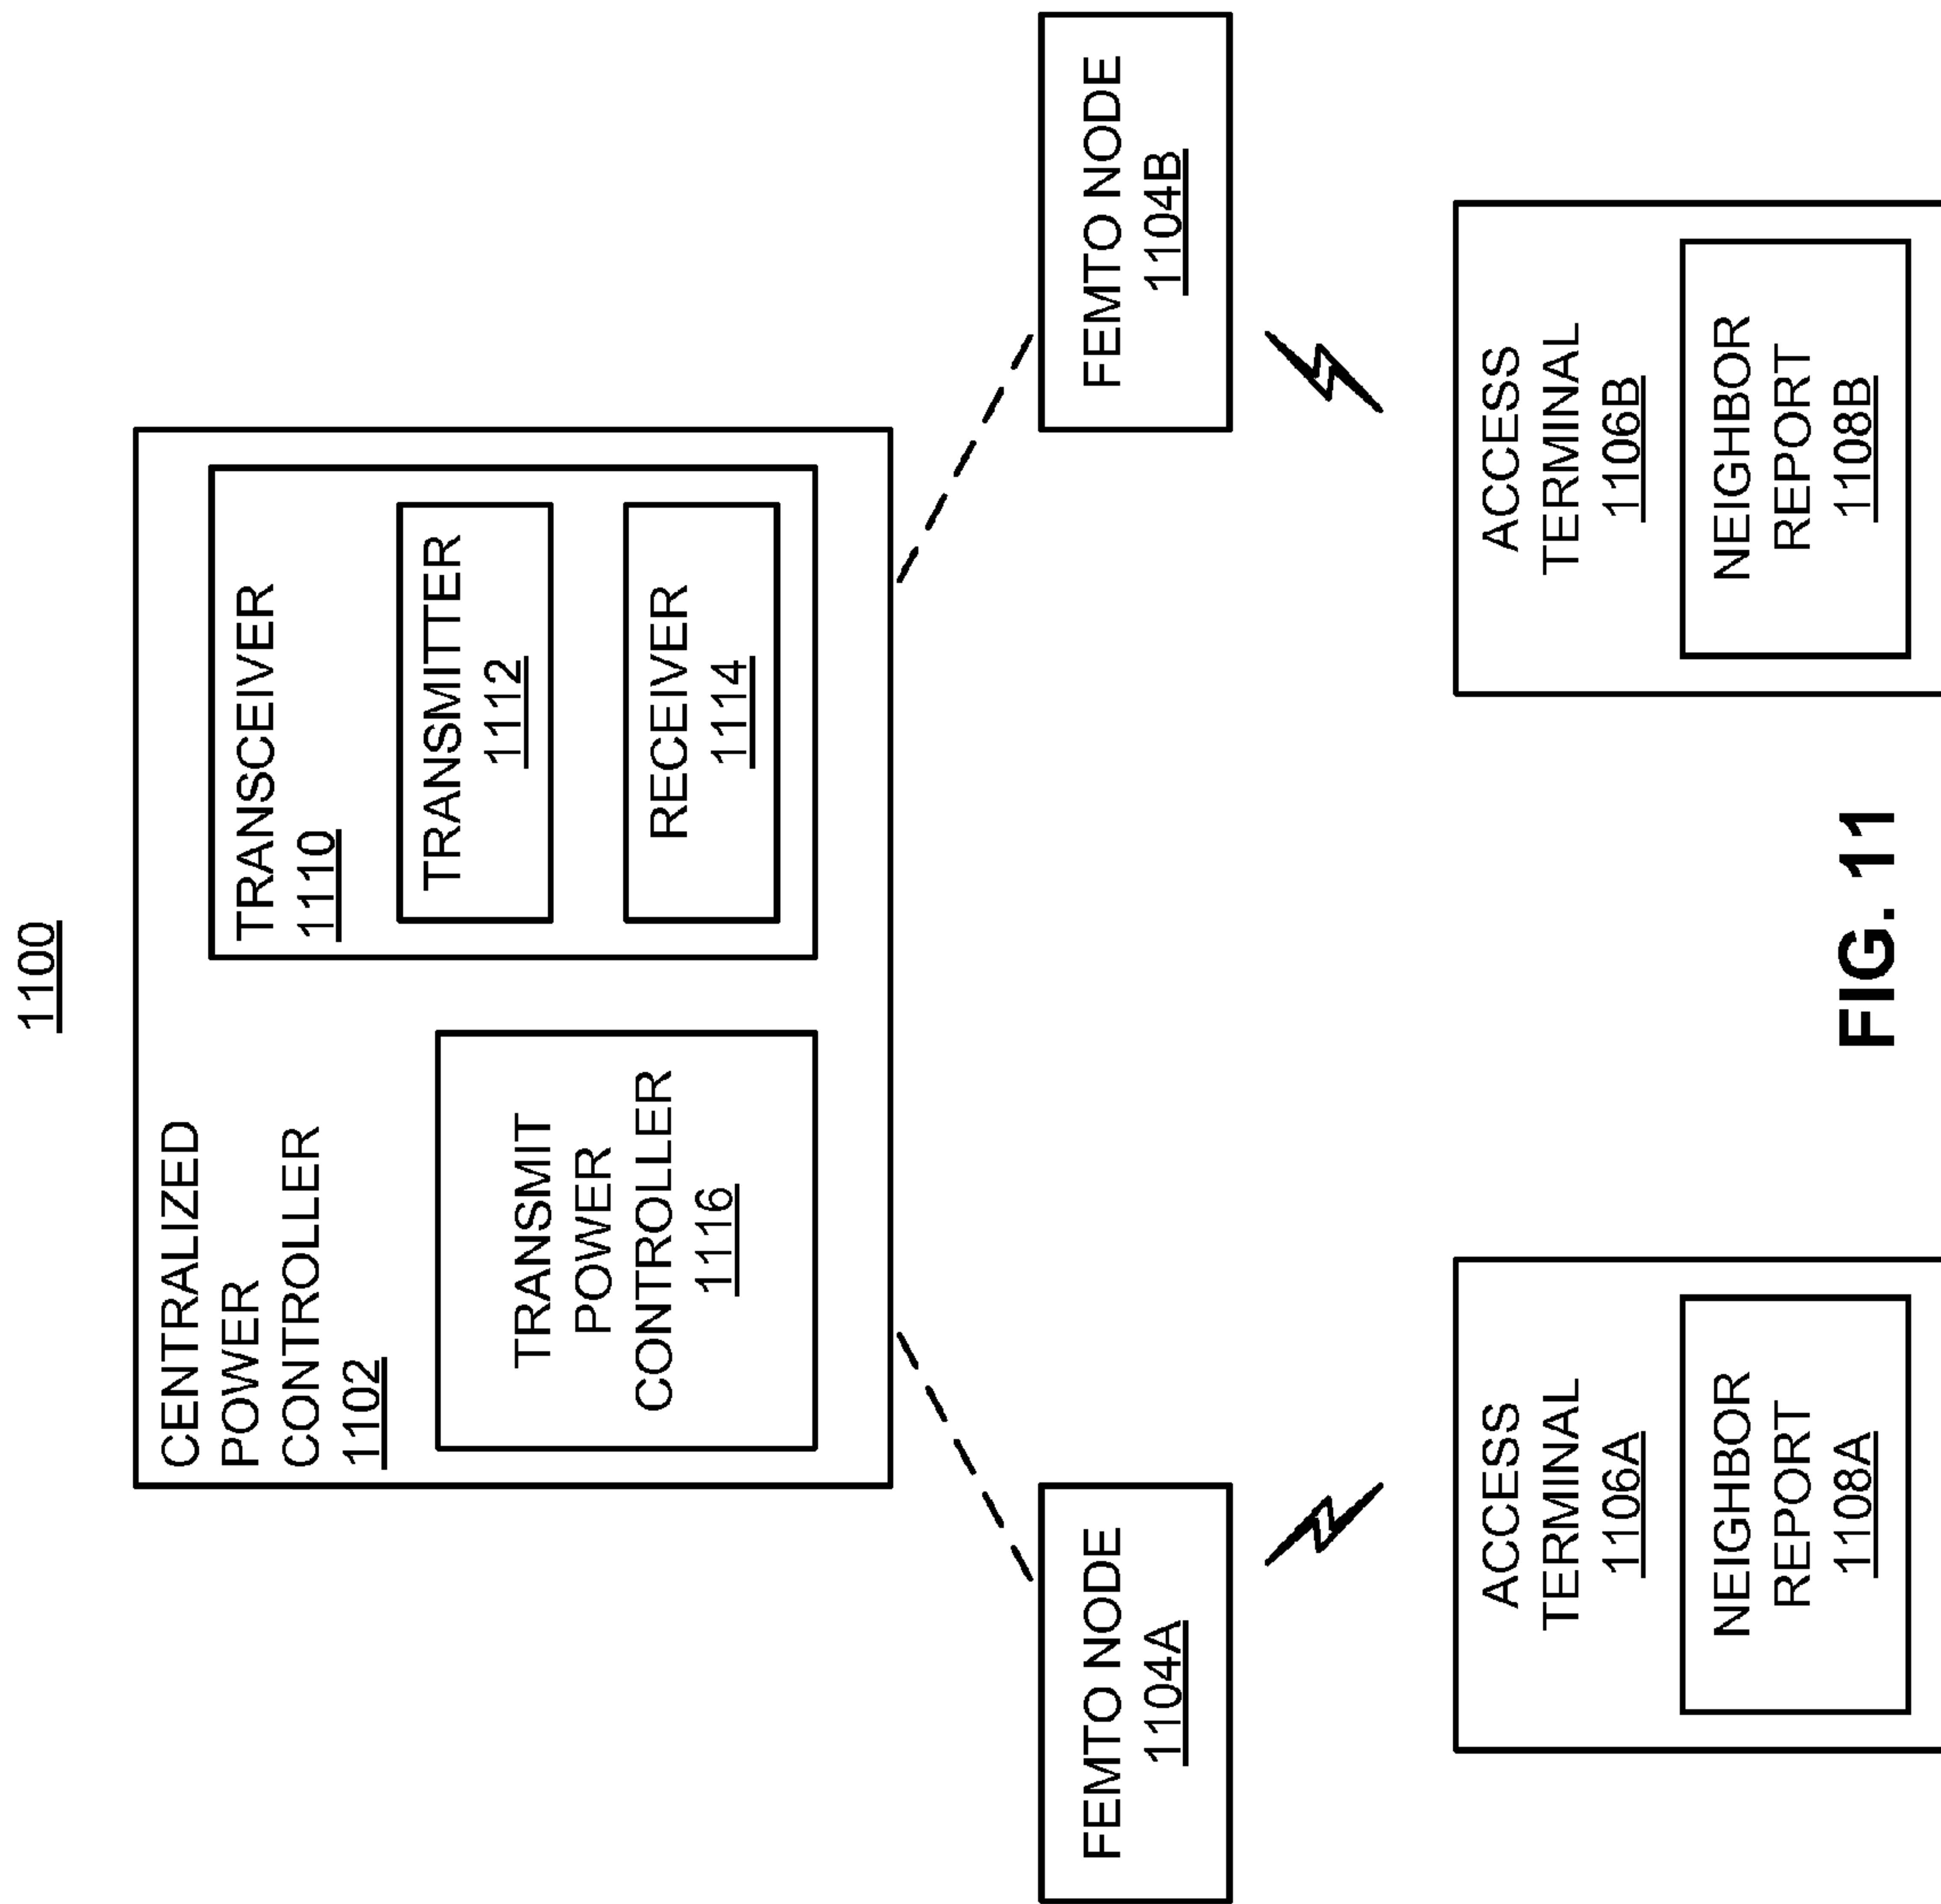 1100
CENTRALIZED
POWER
CONTROLLER
1102
TRANSMIT
POWER
CONTROLLER
1116
TRANSCEIVER
1110
TRANSMITTER
1112
RECEIVER
1114
FEMTO NODE
1104A
FEMTO NODE
1104B
ACCESS
TERMINAL
1106A
NEIGHBOR
REPORT
1108A
ACCESS
TERMINAL
1106B
NEIGHBOR
REPORT
1108B
FIG. 11